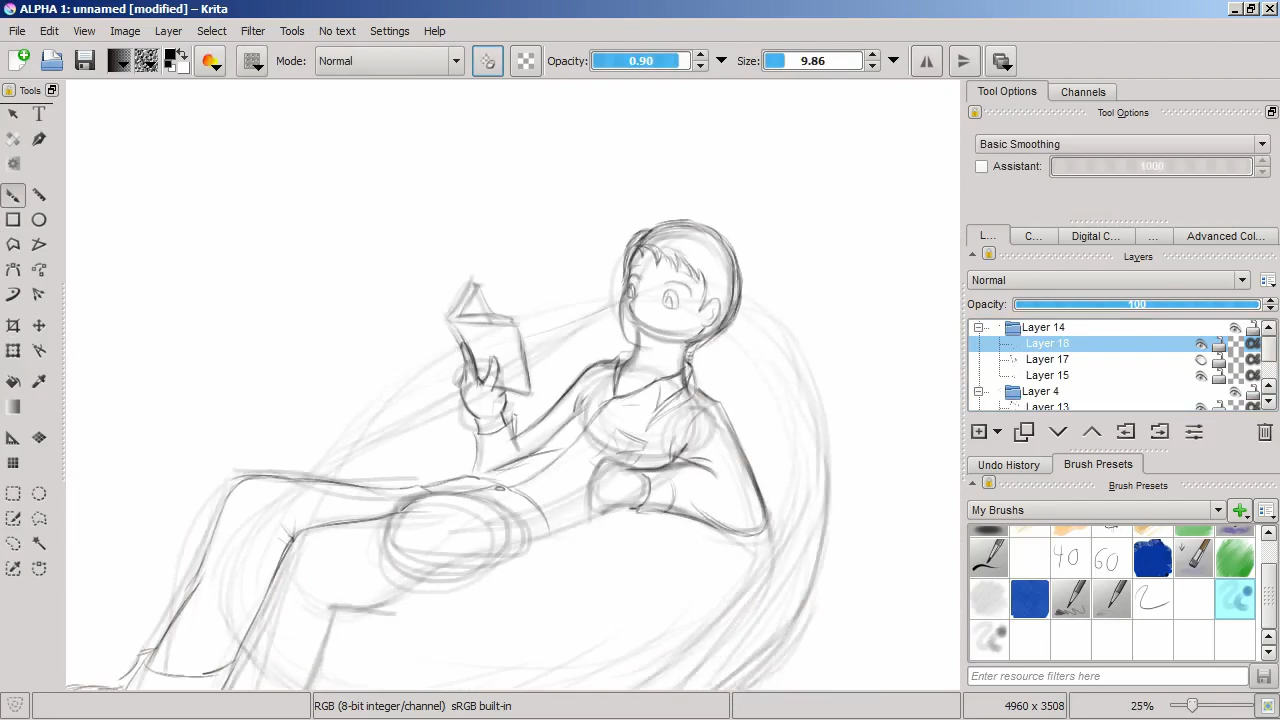 ALPHA 1: unnamed [modified] – Krita
File Edit View Image Layer Select Filter Tools No text Settings Help
Mode: Normal Opacity: 0.90 Size: 9.86
Tools
T
Tool Options Channels
Tool Options
Basic Smoothing
Assistant: 1000
L... C... Digital C... ... Advanced Col...
Layers
Normal
Opacity: 100
Layer 14
Layer 18
Layer 17
Layer 15
Layer 4
Layer 13
Undo History Brush Presets
Brush Presets
My Brushes
40 60
Enter resource filters here
RGB (8-bit integer/channel) sRGB built-in 4960 x 3508 25%